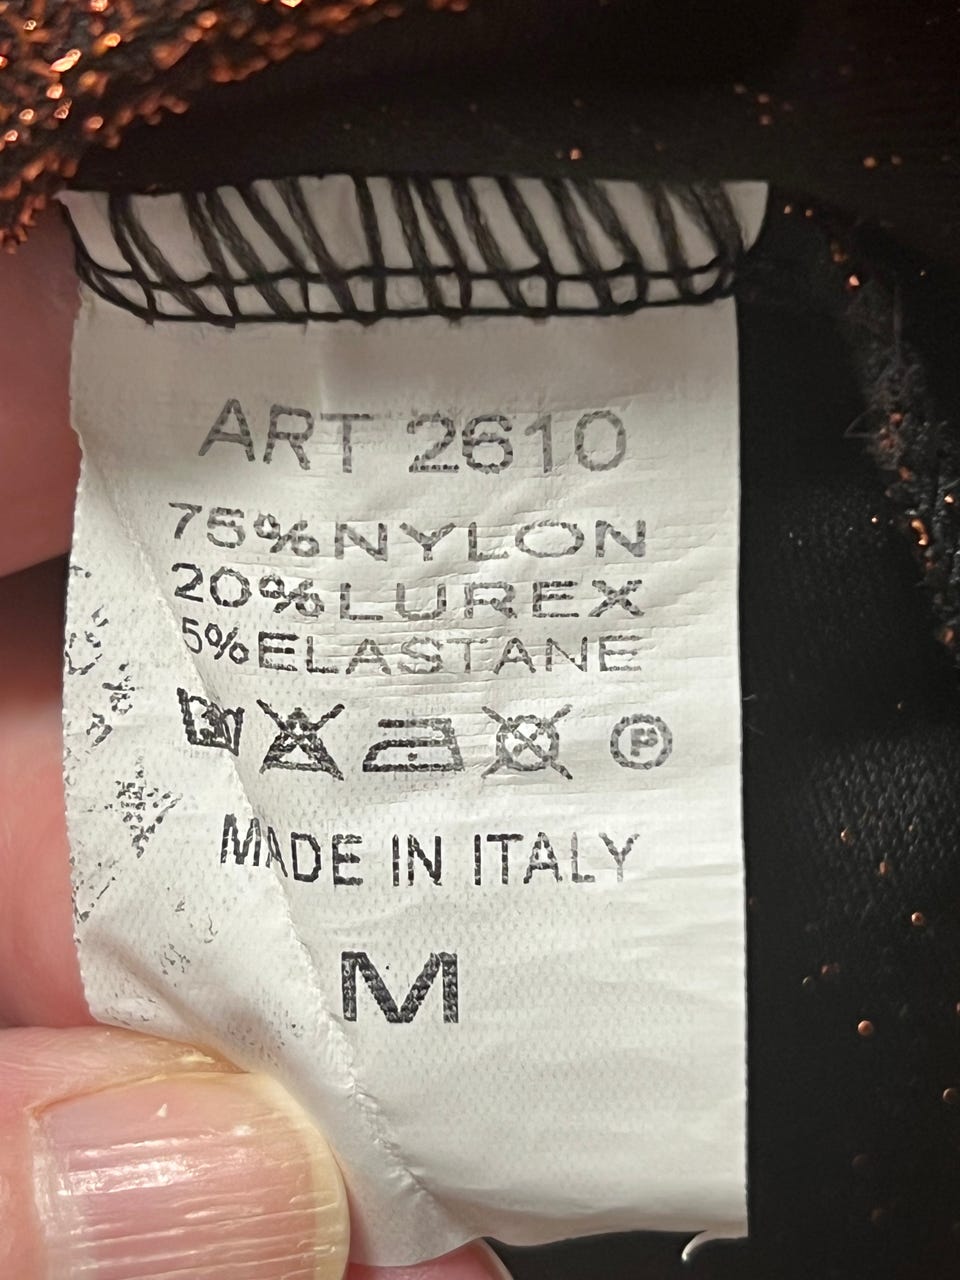 ART 2610
75% NYLON
20% LUREX
5% ELASTANE
P
MADE IN ITALY
M